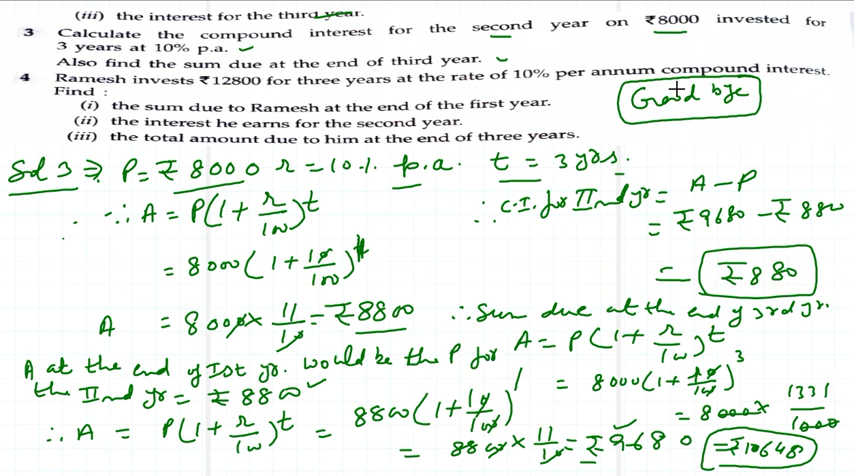 (iii) the interest for the third year.
3 Calculate the compound interest for the second year on ₹8000 invested for
3 years at 10% p.a.
Also find the sum due at the end of third year.
4 Ramesh invests ₹12800 for three years at the rate of 10% per annum compound interest.
Find :
(i) the sum due to Ramesh at the end of the first year.
(ii) the interest he earns for the second year.
(iii) the total amount due to him at the end of three years.
Good bye
Sol 3 ⇒ P = ₹ 8000 r = 10% p.a. t = 3 yrs.
∴ A = P(1 + r/100)t
= 8000 (1 + 10/100)
A = 8000 × 11/10 = ₹8800
A at the end of Ist yr. would be the P for
the IInd yr = ₹ 8800
∴ A = P(1 + r/100)t = 8800 (1 + 10/100)1
= 8800 × 11/10 = ₹ 9680
∴ C.I. for IInd yr = A − P
= ₹9680 − ₹8800
= ₹880
∴ Sum due at the end of 3rd yr.
A = P(1 + r/100)t
= 8000 (1 + 10/100)3
= 8000 × 1331/1000
= ₹10648